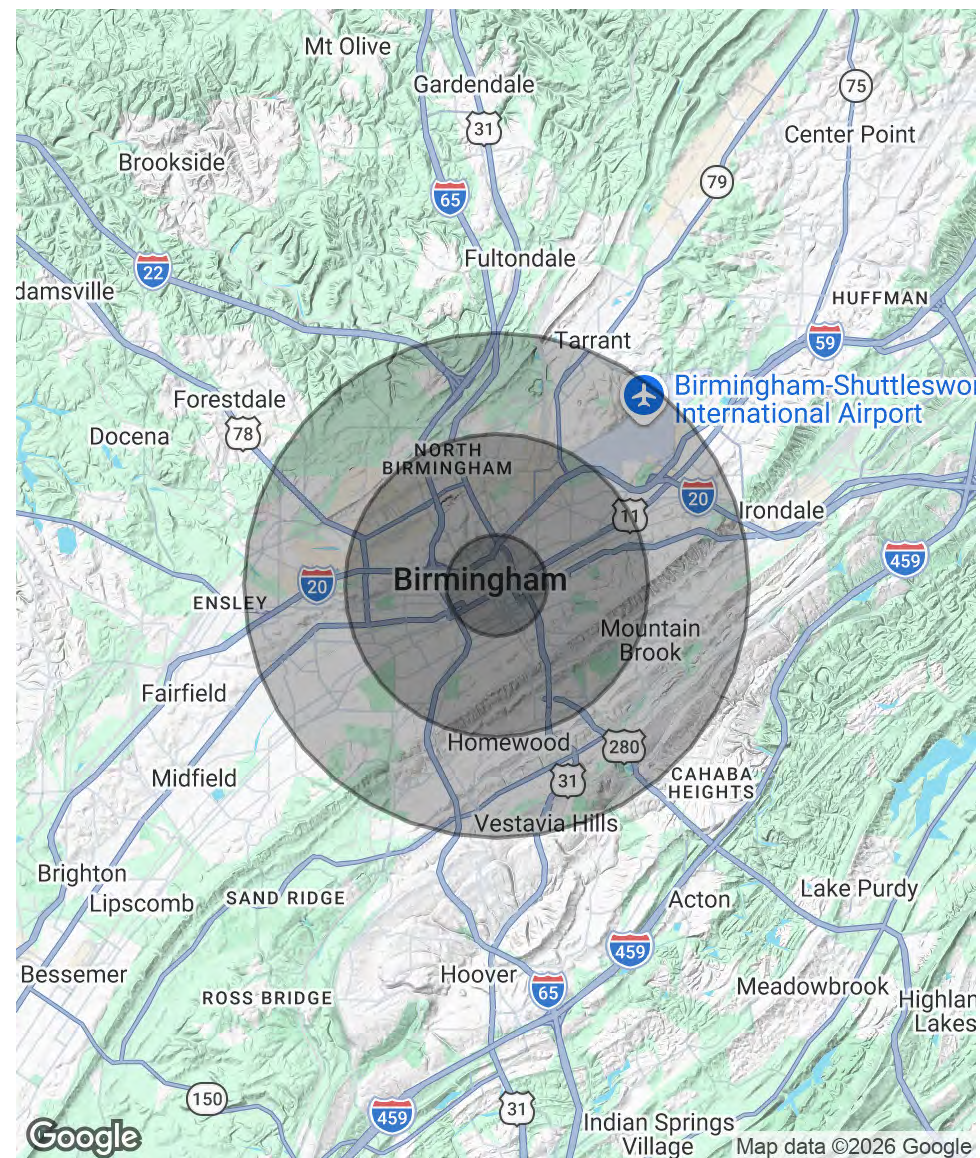 Mt Olive
Gardendale
75
31
Center Point
Brookside
79
65
Fultondale
22
damsville
HUFFMAN
Tarrant
59
Birmingham-Shuttleswor
International Airport
Forestdale
78
Docena
NORTH
BIRMINGHAM
20
11
Irondale
459
Birmingham
20
ENSLEY
Mountain
Brook
Fairfield
Homewood
280
Midfield
31
CAHABA
HEIGHTS
Vestavia Hills
Brighton
Lipscomb
SAND RIDGE
Acton
Lake Purdy
459
Bessemer
Hoover
65
Meadowbrook
ROSS BRIDGE
Highlan
Lakes
150
459
31
Indian Springs
Village
Google
Map data ©2026 Google